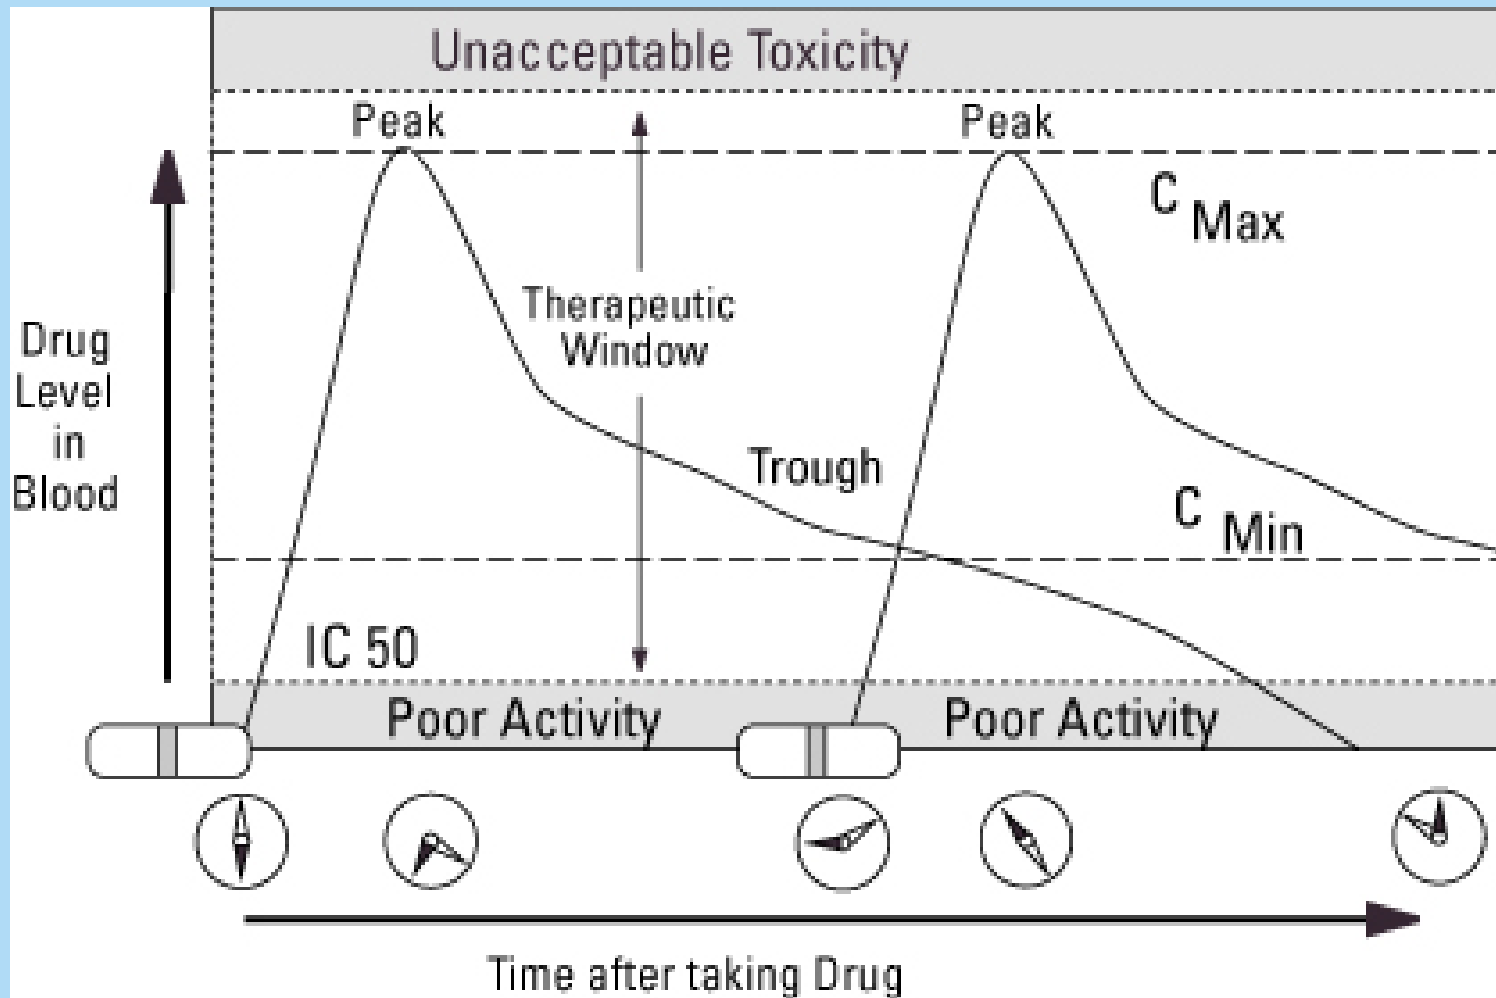 Unacceptable Toxicity
Peak
Peak
C Max
Therapeutic
Window
Drug
Level
in
Blood
Trough
C Min
IC 50
Poor Activity
Poor Activity
Time after taking Drug